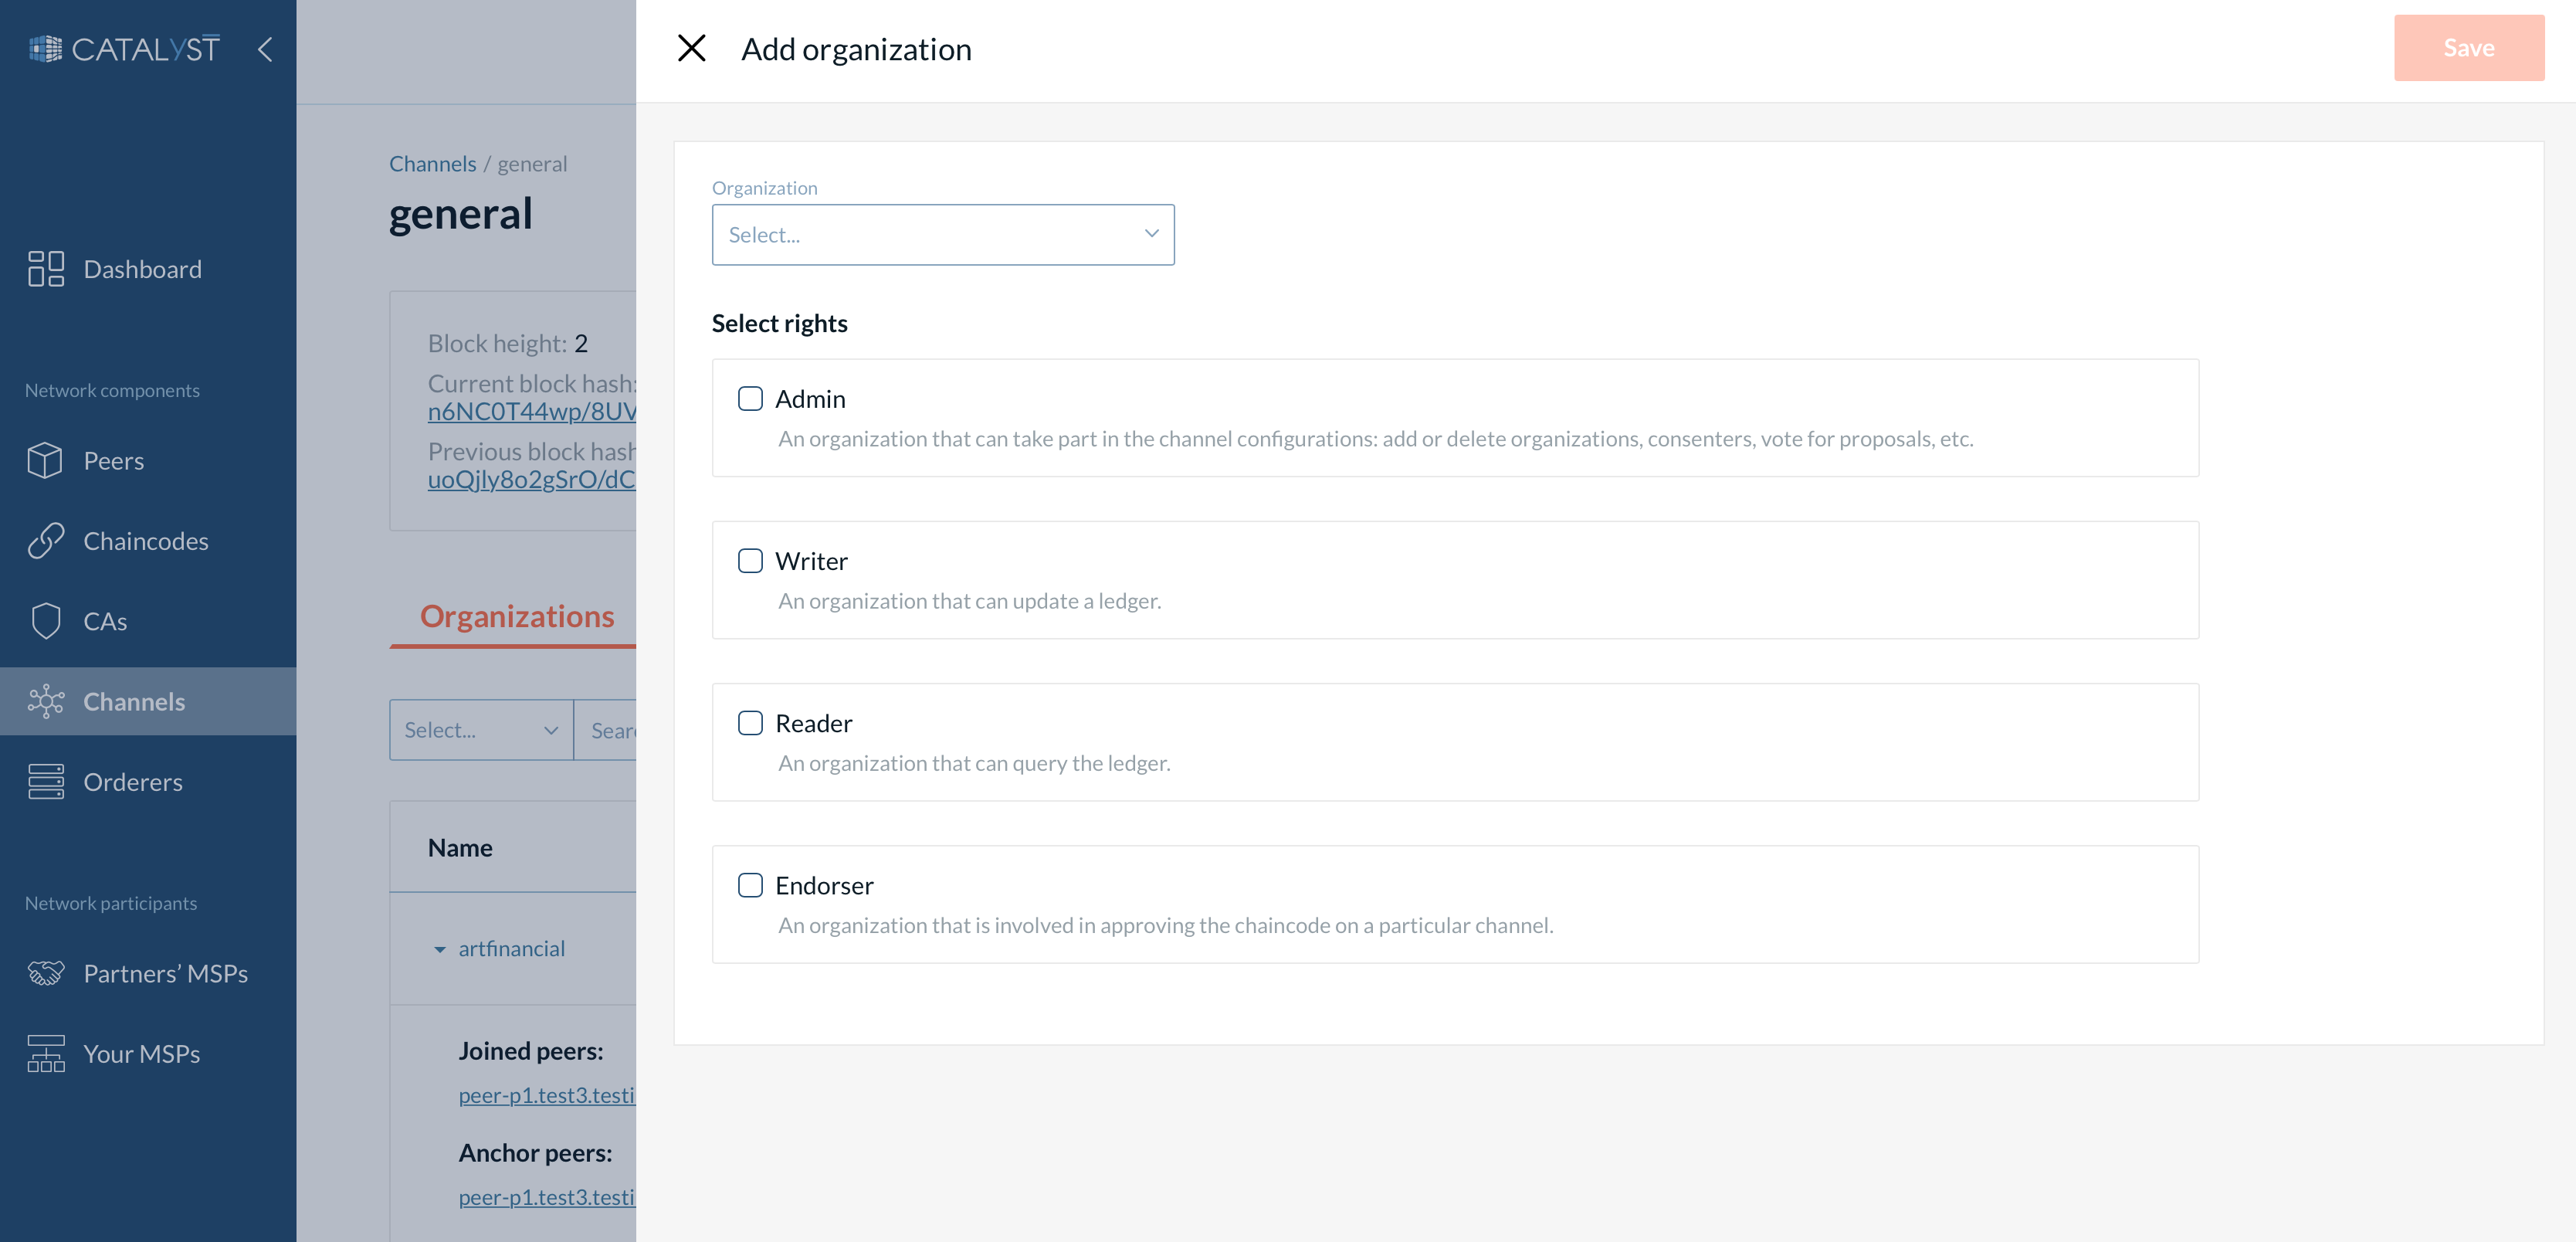 CATALYST
Dashboard
Network components
Peers
Chaincodes
CAs
Channels
Orderers
Network participants
Partners’ MSPs
Your MSPs
Channels / general
general
Block height: 2
Current block hash:
n6NC0T44wp/8UV
Previous block hash
uoQjly8o2gSrO/dC
Organizations
Select...
Sear
Name
artfinancial
Joined peers:
peer-p1.test3.testi
Anchor peers:
peer-p1.test3.testi
Add organization
Save
Organization
Select...
Select rights
Admin
An organization that can take part in the channel configurations: add or delete organizations, consenters, vote for proposals, etc.
Writer
An organization that can update a ledger.
Reader
An organization that can query the ledger.
Endorser
An organization that is involved in approving the chaincode on a particular channel.